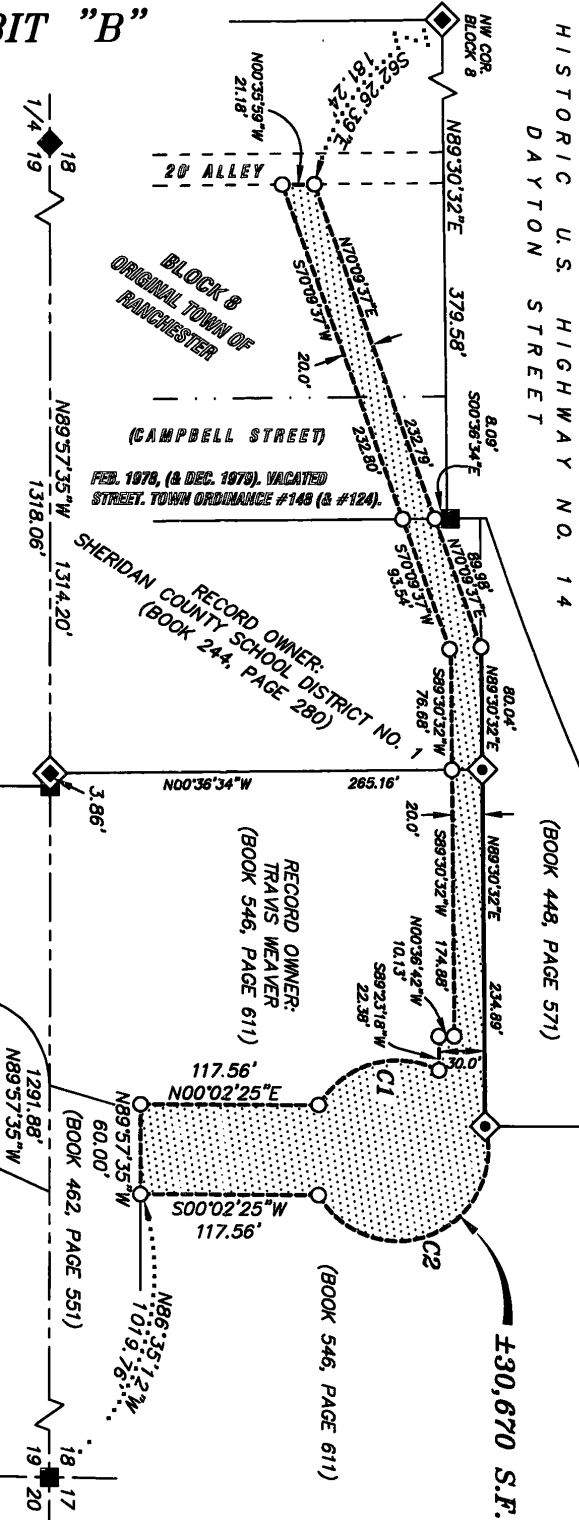 BIT "B"
HISTORIC U.S. HIGHWAY NO. 14
DAYTON STREET
NW COR.
BLOCK 8
S62°26'39"E
181.24'
N00°35'59"W
21.18'
N89°30'32"E 379.58'
20' ALLEY
BLOCK 8
ORIGINAL TOWN OF
RANCHESTER
N70°09'37"E
232.79'
S70°09'37"W
232.80'
20.0'
(CAMPBELL STREET)
FEB. 1978, (& DEC. 1979). VACATED
STREET. TOWN ORDINANCE #148 (& #124).
8.09'
S00°36'34"E
89.98'
N70°09'37"E
S70°09'37"W
93.54'
80.04'
N89°30'32"E
S89°30'32"W
76.68'
RECORD OWNER:
SHERIDAN COUNTY SCHOOL DISTRICT NO. 1
(BOOK 244, PAGE 280)
N00°36'34"W 265.16'
3.86'
(BOOK 448, PAGE 571)
N89°30'32"E 234.89'
20.0'
S89°30'32"W 174.88'
N00°36'42"W
10.13'
S89°23'18"W
22.38'
30.0'
RECORD OWNER:
TRAVIS WEAVER
(BOOK 546, PAGE 611)
C1
C2
117.56'
N00°02'25"E
S00°02'25"W
117.56'
N89°57'35"W
60.00'
±30,670 S.F.
(BOOK 546, PAGE 611)
N86°35'12"W
1019.76'
(BOOK 462, PAGE 551)
1/4
18
19
N89°57'35"W 1314.20'
1318.06'
1291.88'
N89°57'35"W
18 17
19 20